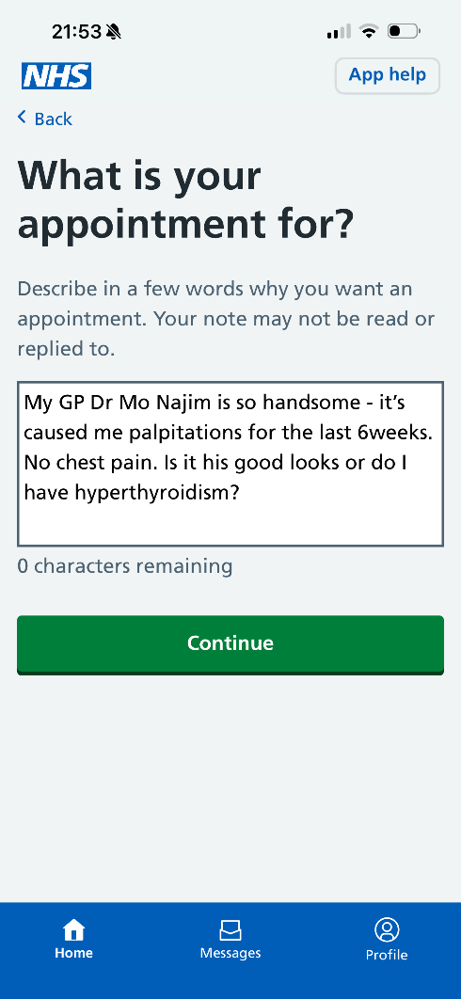 21:53
NHS
App help
Back
What is your
appointment for?
Describe in a few words why you want an
appointment. Your note may not be read or
replied to.
My GP Dr Mo Najim is so handsome - it’s
caused me palpitations for the last 6weeks.
No chest pain. Is it his good looks or do I
have hyperthyroidism?
0 characters remaining
Continue
Home
Messages
Profile